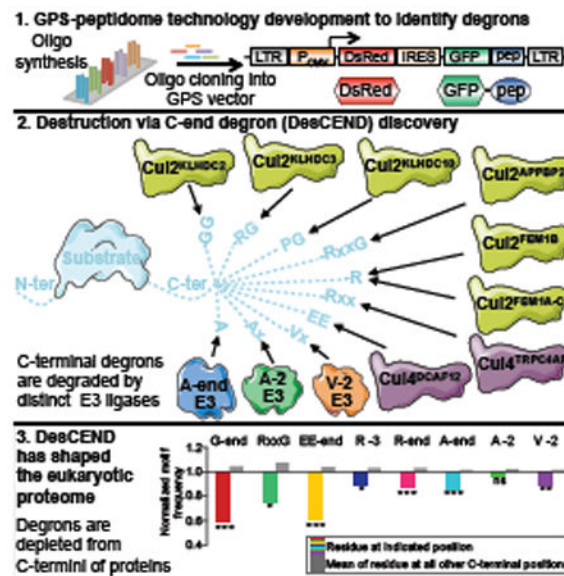 1. GPS-peptidome technology development to identify degrons
Oligo
synthesis
Oligo cloning into
GPS vector
LTR PCMV DsRed IRES GFP pep LTR
DsRed GFP pep
2. Destruction via C-end degron (DesCEND) discovery
Cul2KLHDC2 Cul2KLHDC3 Cul2KLHDC10 Cul2APPBP2
GG RG PG RxxG
Cul2FEM1B
Substrate
N-ter C-ter
R
Rxx
Cul2FEM1A-C
EE
A Ax Vx
Cul4DCAF12 Cul4TRPC4AP
C-terminal degrons
are degraded by
distinct E3 ligases
A-end
E3
A-2
E3
V-2
E3
3. DesCEND
has shaped
the eukaryotic
proteome
Degrons are
depleted from
C-termini of proteins
Normalized motif
frequency
1.2
1.0
0.8
0.6
0.4
G-end RxxG EE-end R -3 R-end A-end A -2 V -2
*** * *** * *** *** ns **
Residue at indicated position
Mean of residue at all other C-terminal positions